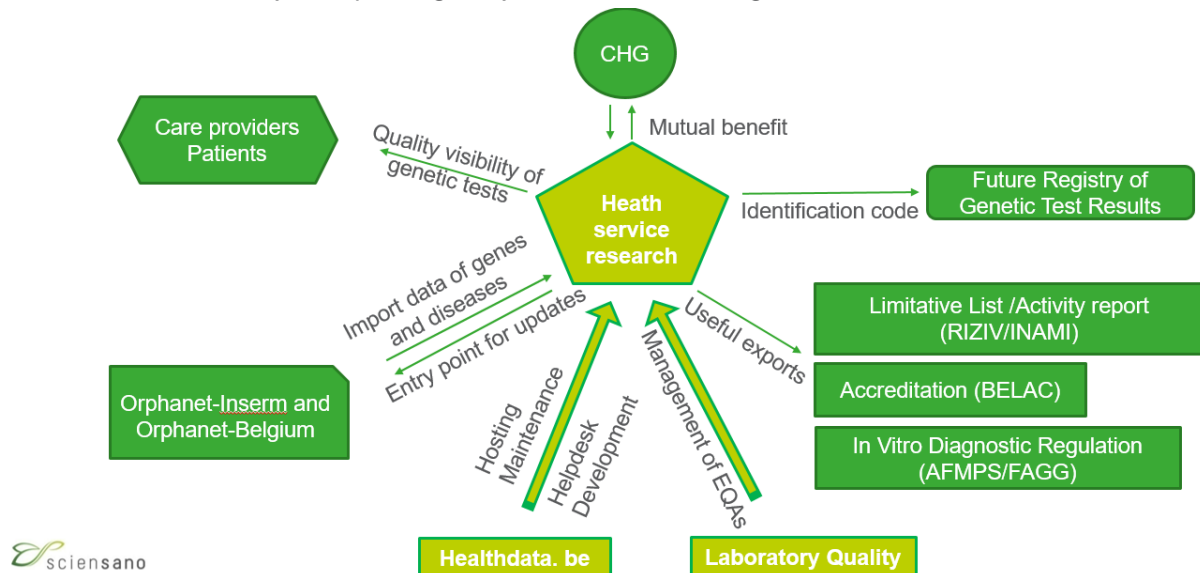 CHG
Mutual benefit
Care providers
Patients
Quality visibility of
genetic tests
Heath
service
research
Identification code
Future Registry of
Genetic Test Results
Import data of genes
and diseases
Entry point for updates
Useful exports
Limitative List /Activity report
(RIZIV/INAMI)
Accreditation (BELAC)
In Vitro Diagnostic Regulation
(AFMPS/FAGG)
Orphanet-Inserm and
Orphanet-Belgium
Hosting
Maintenance
Helpdesk
Development
Management of EQAs
Healthdata. be
Laboratory Quality
sciensano